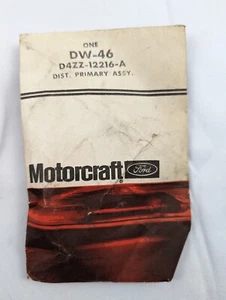 ONE
DW-46
D4ZZ-12216-A
DIST. PRIMARY ASSY.
Motorcraft® Ford